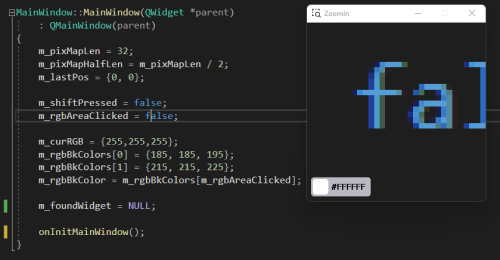 MainWindow::MainWindow(QWidget *parent)
: QMainWindow(parent)
{
m_pixMapLen = 32;
m_pixMapHalfLen = m_pixMapLen / 2;
m_lastPos = {0, 0};
m_shiftPressed = false;
m_rgbAreaClicked = false;
m_curRGB = {255,255,255};
m_rgbBkColors[0] = {185, 185, 195};
m_rgbBkColors[1] = {215, 215, 225};
m_rgbBkColor = m_rgbBkColors[m_rgbAreaClicked];
m_foundWidget = NULL;
onInitMainWindow();
}
Zoomin
fal
#FFFFFF